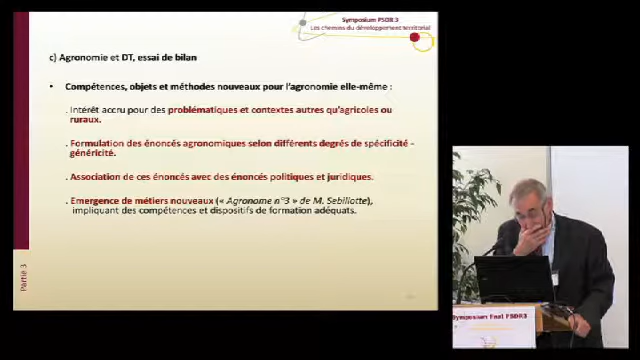 Symposium PSDR 3
Les chemins du développement territorial
c) Agronomie et DT, essai de bilan
• Compétences, objets et méthodes nouveaux pour l'agronomie elle-même :
. Intérêt accru pour des problématiques et contextes autres qu'agricoles ou
ruraux.
. Formulation des énoncés agronomiques selon différents degrés de spécificité -
généricité.
. Association de ces énoncés avec des énoncés politiques et juridiques.
. Emergence de métiers nouveaux (« Agronome n°3 » de M. Sebillotte),
impliquant des compétences et dispositifs de formation adéquats.
Partie 3
Symposium Final PSDR3